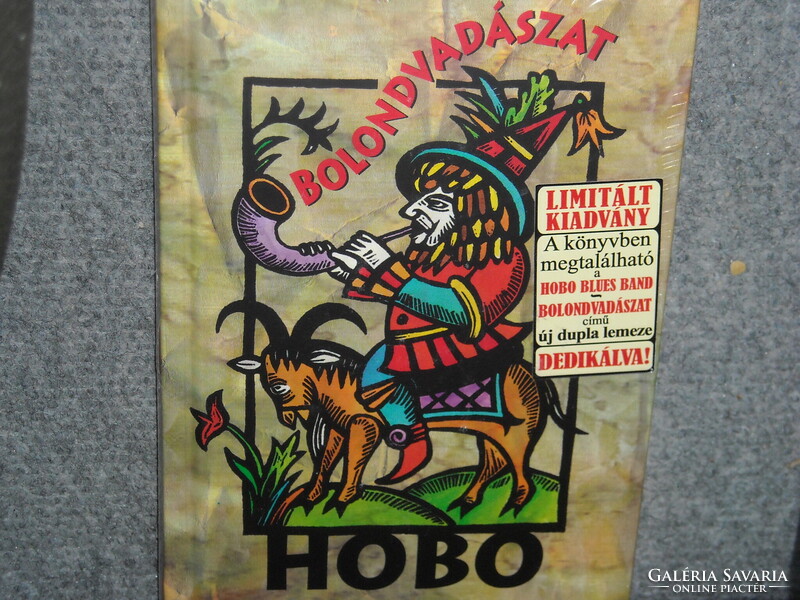 BOLONDVADÁSZAT
LIMITÁLT
KIADVÁNY
A könyvben
megtalálható
a
HOBO BLUES BAND
BOLONDVADÁSZAT
című
új dupla lemeze
DEDIKÁLVA!
HOBO
GALÉRIA SAVARIA
ONLINE PIACTÉR